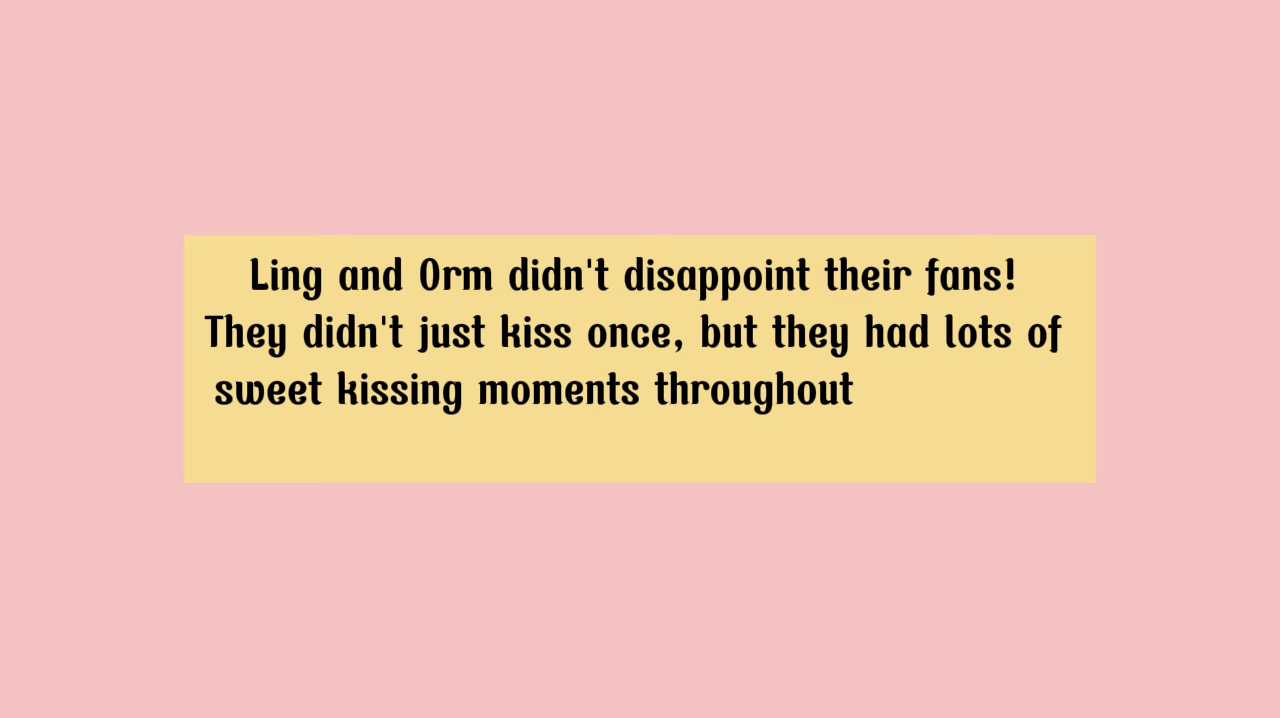 Ling and Orm didn't disappoint their fans!
They didn't just kiss once, but they had lots of
sweet kissing moments throughout